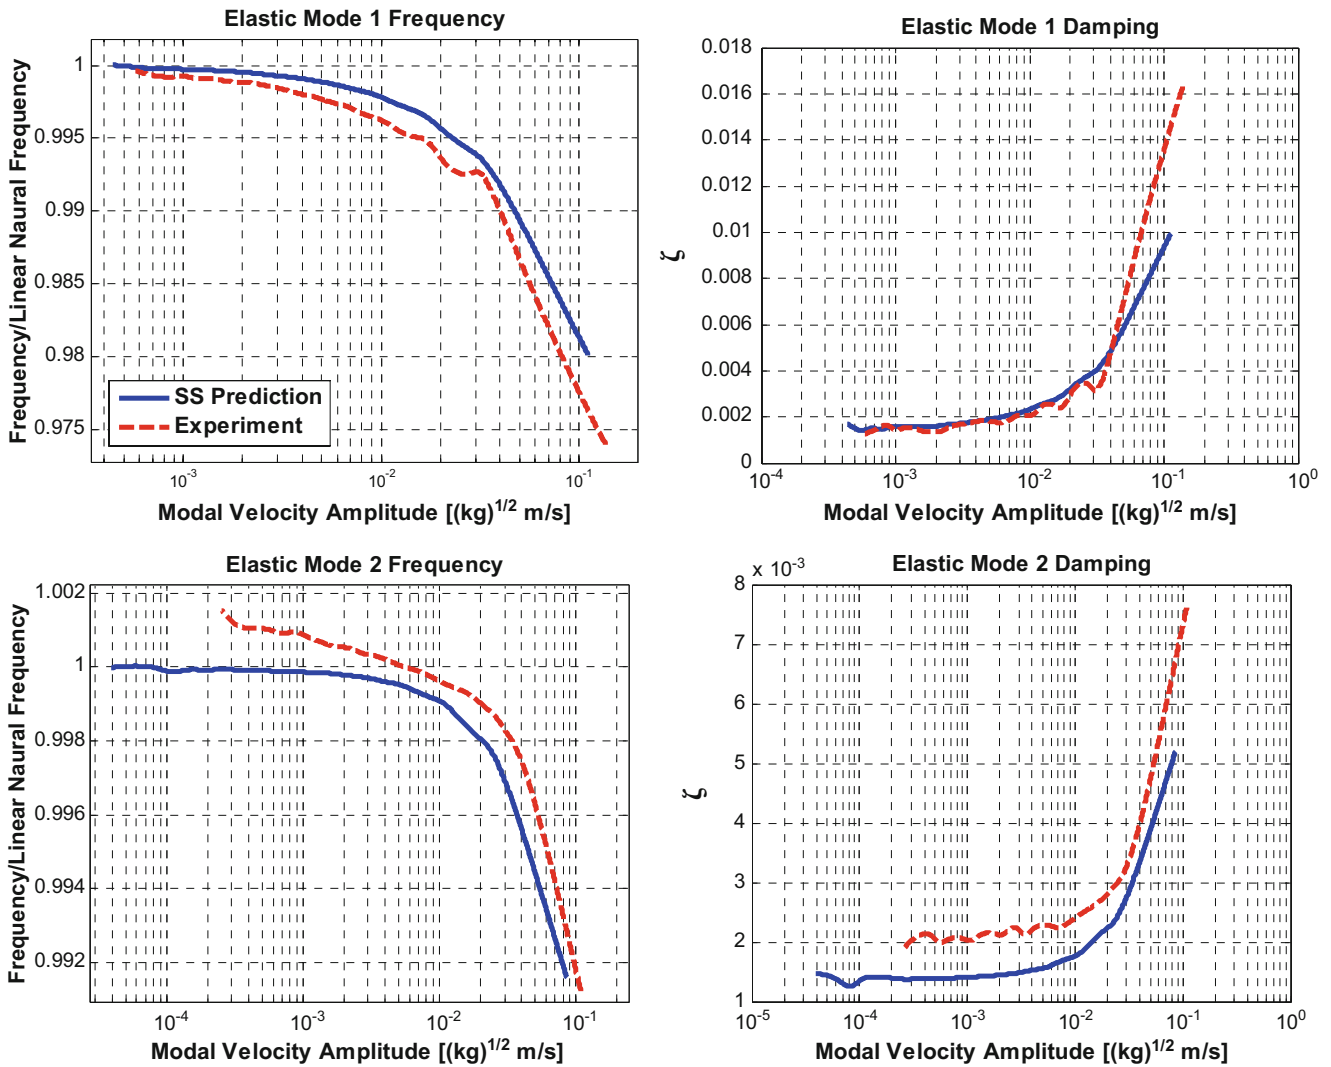 Elastic Mode 1 Frequency
Frequency/Linear Naural Frequency
1
0.995
0.99
0.985
0.98
0.975
SS Prediction
Experiment
10⁻³ 10⁻² 10⁻¹
Modal Velocity Amplitude [(kg)¹/² m/s]
Elastic Mode 1 Damping
ζ
0.018
0.016
0.014
0.012
0.01
0.008
0.006
0.004
0.002
0
10⁻⁴ 10⁻³ 10⁻² 10⁻¹ 10⁰
Modal Velocity Amplitude [(kg)¹/² m/s]
Elastic Mode 2 Frequency
Frequency/Linear Naural Frequency
1.002
1
0.998
0.996
0.994
0.992
10⁻⁴ 10⁻³ 10⁻² 10⁻¹
Modal Velocity Amplitude [(kg)¹/² m/s]
Elastic Mode 2 Damping
x 10⁻³
ζ
8
7
6
5
4
3
2
1
10⁻⁵ 10⁻⁴ 10⁻³ 10⁻² 10⁻¹ 10⁰
Modal Velocity Amplitude [(kg)¹/² m/s]